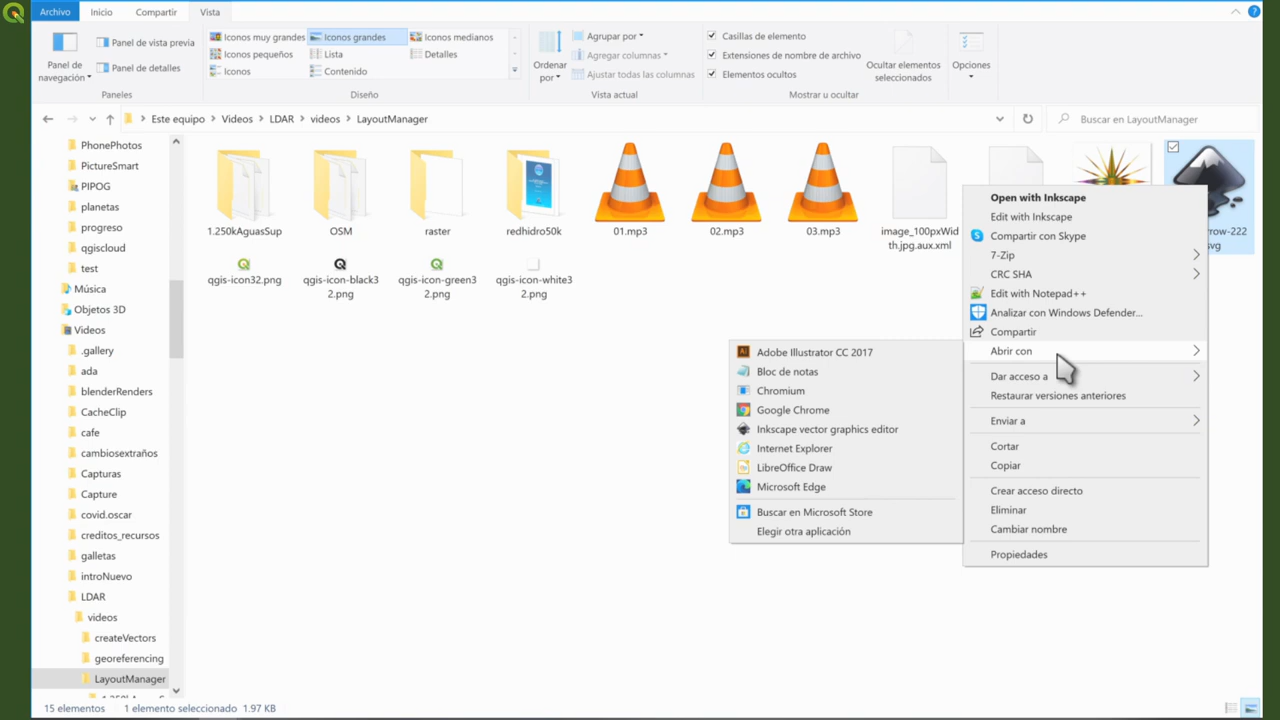 Archivo
Inicio
Compartir
Vista
Panel de
navegación
Panel de vista previa
Panel de detalles
Paneles
Iconos muy grandes
Iconos grandes
Iconos medianos
Iconos pequeños
Lista
Detalles
Iconos
Contenido
Diseño
Ordenar
por
Agrupar por
Agregar columnas
Ajustar todas las columnas
Vista actual
Casillas de elemento
Extensiones de nombre de archivo
Elementos ocultos
Ocultar elementos
seleccionados
Mostrar u ocultar
Opciones
Este equipo
Videos
LDAR
videos
LayoutManager
Buscar en LayoutManager
PhonePhotos
PictureSmart
PIPOG
planetas
progreso
qgiscloud
test
Música
Objetos 3D
Videos
.gallery
ada
blenderRenders
CacheClip
cafe
cambiosextraños
Capturas
Capture
covid.oscar
creditos_recursos
galletas
introNuevo
LDAR
videos
createVectors
georeferencing
LayoutManager
1.250kAguasSup
OSM
raster
redhidro50k
01.mp3
02.mp3
03.mp3
image_100pxWid
th.jpg.aux.xml
rrow-222
svg
qgis-icon32.png
qgis-icon-black3
2.png
qgis-icon-green3
2.png
qgis-icon-white3
2.png
Open with Inkscape
Edit with Inkscape
Compartir con Skype
7-Zip
CRC SHA
Edit with Notepad++
Analizar con Windows Defender...
Compartir
Abrir con
Dar acceso a
Restaurar versiones anteriores
Enviar a
Cortar
Copiar
Crear acceso directo
Eliminar
Cambiar nombre
Propiedades
Adobe Illustrator CC 2017
Bloc de notas
Chromium
Google Chrome
Inkscape vector graphics editor
Internet Explorer
LibreOffice Draw
Microsoft Edge
Buscar en Microsoft Store
Elegir otra aplicación
15 elementos
1 elemento seleccionado 1.97 KB